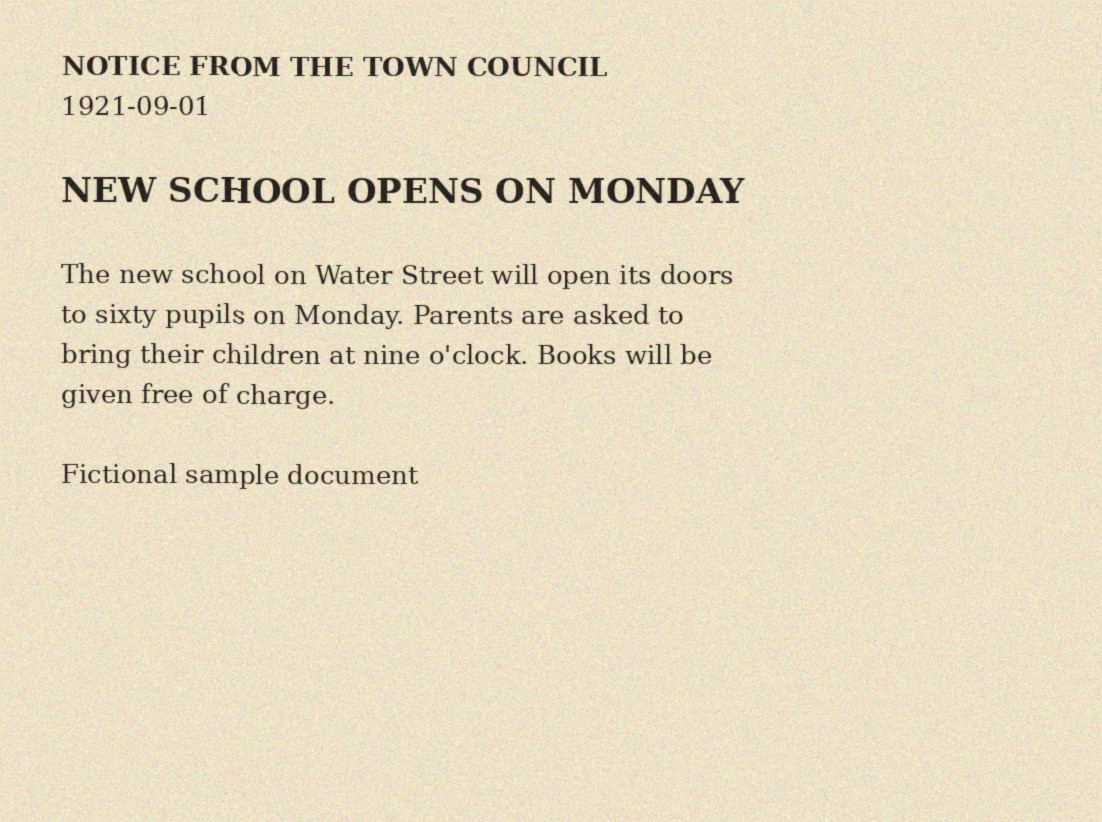 NOTICE FROM THE TOWN COUNCIL
1921-09-01
NEW SCHOOL OPENS ON MONDAY
The new school on Water Street will open its doors
to sixty pupils on Monday. Parents are asked to
bring their children at nine o'clock. Books will be
given free of charge.
Fictional sample document